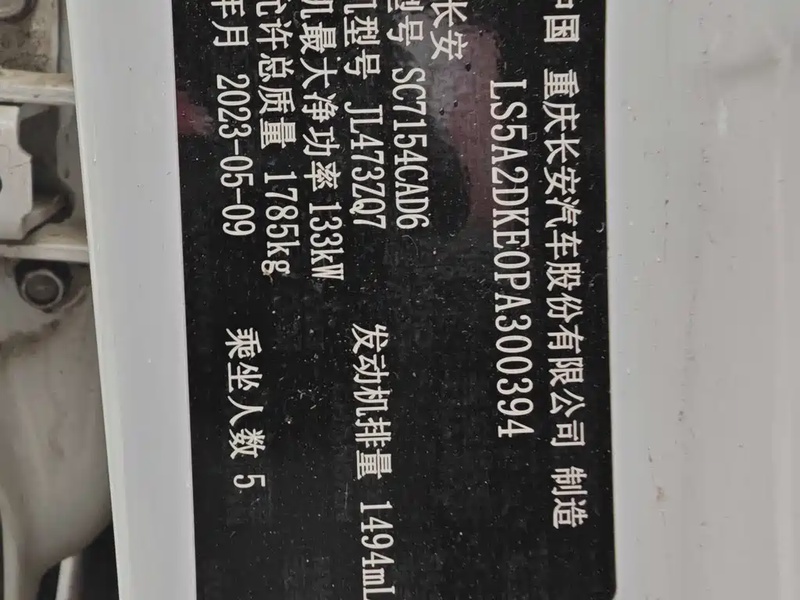 中国 重庆长安汽车股份有限公司 制造
LS5A2DKE0PA300394
长安
型号 SC7154CAD6
机型号 JL473ZQ7 发动机排量 1494mL
机最大净功率 133kW
允许总质量 1785kg
年月 2023-05-09 乘坐人数 5